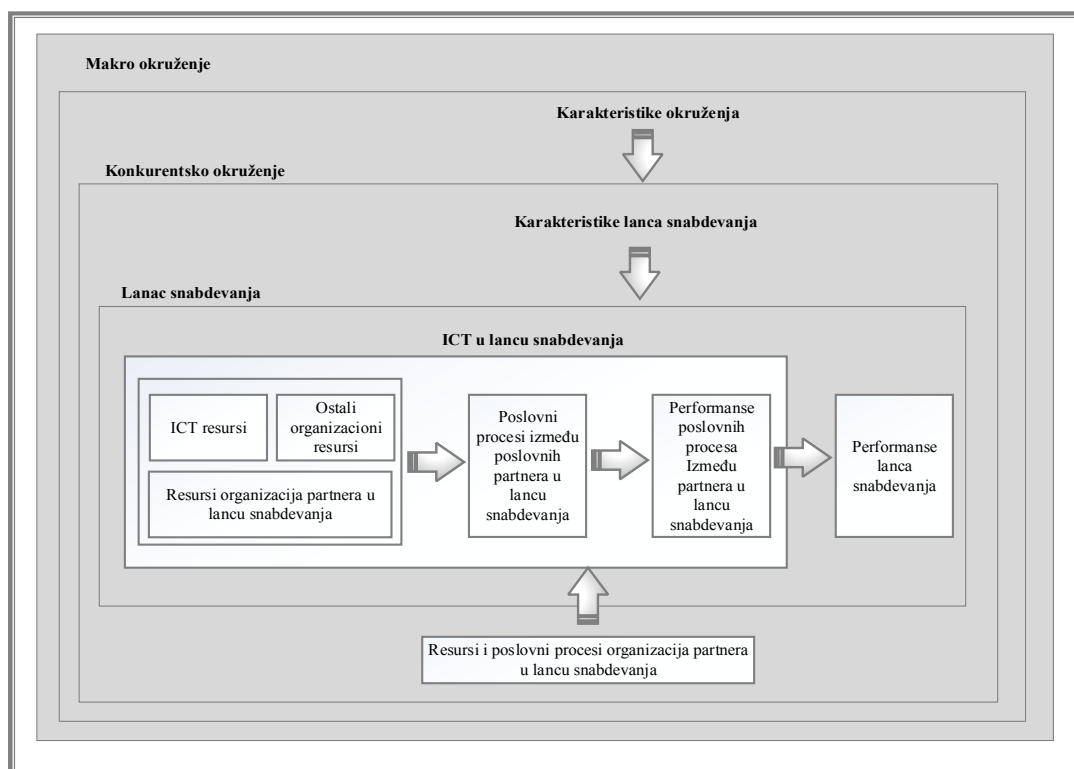 Makro okruženje
Karakteristike okruženja
Konkurentsko okruženje
Karakteristike lanca snabdevanja
Lanac snabdevanja
ICT u lancu snabdevanja
ICT resursi
Ostali
organizacioni
resursi
Resursi organizacija partnera u
lancu snabdevanja
Poslovni
procesi između
poslovnih
partnera u
lancu
snabdevanja
Performanse
poslovnih
procesa
Između
partnera u
lancu
snabdevanja
Performanse
lanca
snabdevanja
Resursi i poslovni procesi organizacija partnera
u lancu snabdevanja